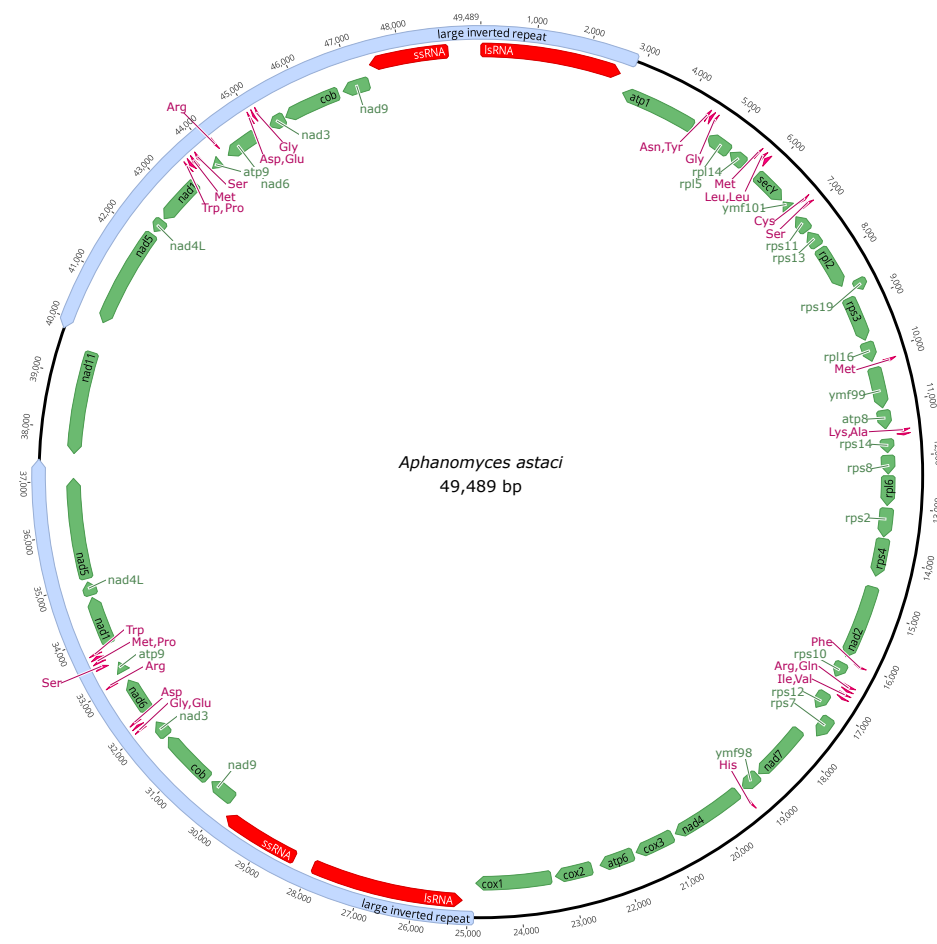 49,489
1,000
2,000
3,000
4,000
5,000
6,000
7,000
8,000
9,000
10,000
11,000
13,000
14,000
15,000
16,000
17,000
18,000
19,000
20,000
21,000
22,000
23,000
24,000
25,000
26,000
27,000
28,000
29,000
30,000
31,000
32,000
33,000
34,000
35,000
36,000
37,000
38,000
39,000
40,000
41,000
42,000
43,000
44,000
45,000
46,000
47,000
48,000
large inverted repeat
lsRNA
atp1
Asn,Tyr
Gly
rpl5
rpl14
Met
Leu,Leu
secY
ymf101
Cys
Ser
rps11
rps13
rpl2
rps19
rps3
rpl16
Met
ymf99
atp8
Lys,Ala
rps14
rps8
rpl6
rps2
rps4
nad2
Phe
rps10
Arg,Gln
Ile,Val
rps12
rps7
nad7
ymf98
His
nad4
cox3
atp6
cox2
cox1
large inverted repeat
lsRNA
ssRNA
nad9
cob
nad3
Gly,Glu
Asp
nad6
Arg
atp9
Ser
Met,Pro
Trp
nad1
nad4L
nad5
nad11
nad5
nad4L
nad1
Trp,Pro
Met
Ser
Arg
atp9
nad6
Asp,Glu
Gly
nad3
cob
nad9
ssRNA
Aphanomyces astaci
49,489 bp